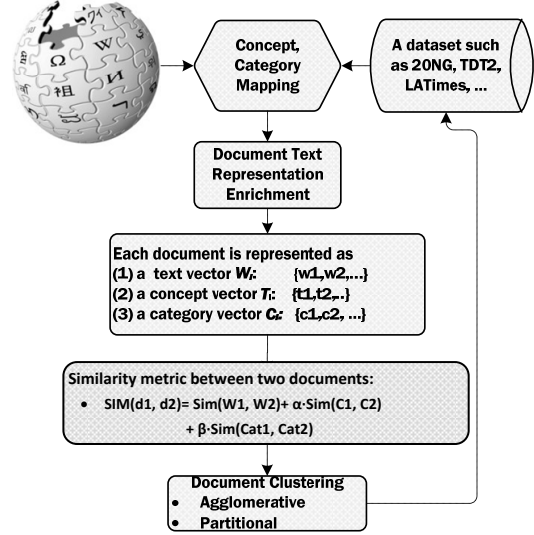 Ω W И 祖
Concept,
Category
Mapping
A dataset such
as 20NG, TDT2,
LATimes, ...
Document Text
Representation
Enrichment
Each document is represented as
(1) a text vector Wi: {w1,w2,...}
(2) a concept vector Ti: {t1,t2,..}
(3) a category vector Ci: {c1,c2, ...}
Similarity metric between two documents:
• SIM(d1, d2)= Sim(W1, W2)+ α·Sim(C1, C2)
+ β·Sim(Cat1, Cat2)
Document Clustering
• Agglomerative
• Partitional